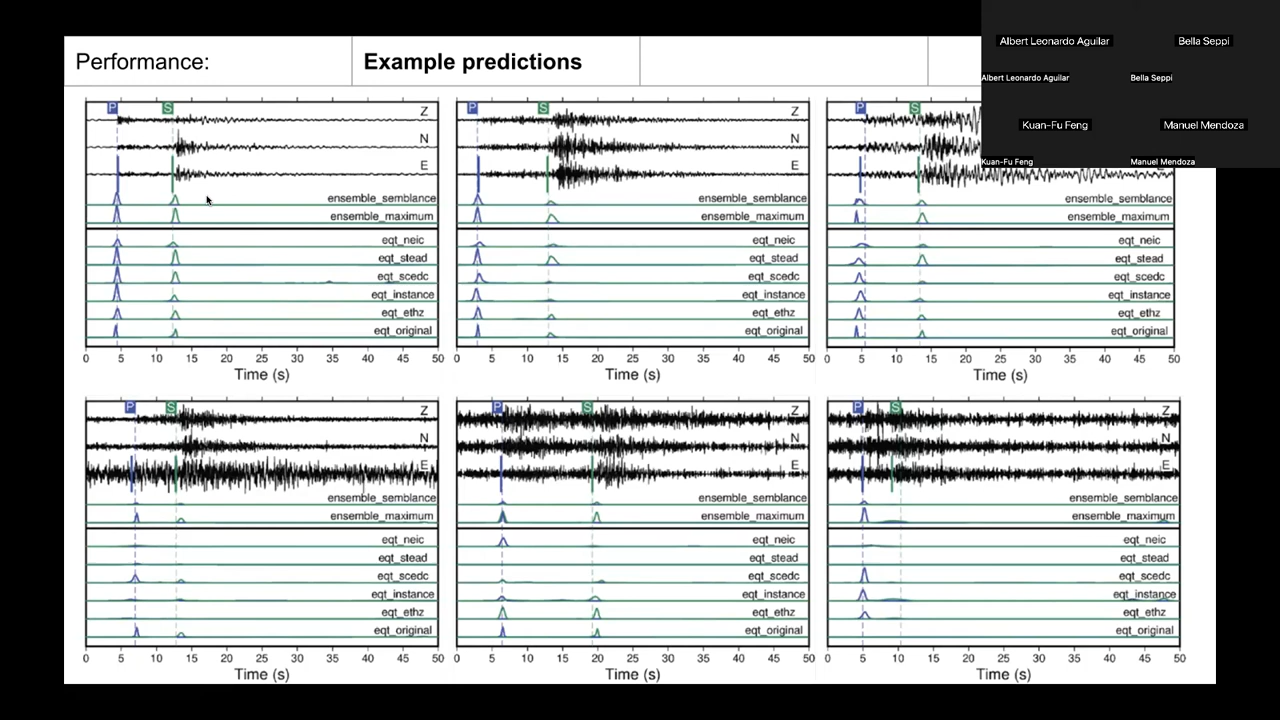 Performance:
Example predictions
Albert Leonardo Aguilar
Bella Seppi
Albert Leonardo Aguilar
Bella Seppi
Kuan-Fu Feng
Manuel Mendoza
Kuan-Fu Feng
Manuel Mendoza
P
S
Z
N
E
ensemble_semblance
ensemble_maximum
eqt_neic
eqt_stead
eqt_scedc
eqt_instance
eqt_ethz
eqt_original
0 5 10 15 20 25 30 35 40 45 50
Time (s)
P
S
Z
N
E
ensemble_semblance
ensemble_maximum
eqt_neic
eqt_stead
eqt_scedc
eqt_instance
eqt_ethz
eqt_original
0 5 10 15 20 25 30 35 40 45 50
Time (s)
P
S
ensemble_semblance
ensemble_maximum
eqt_neic
eqt_stead
eqt_scedc
eqt_instance
eqt_ethz
eqt_original
0 5 10 15 20 25 30 35 40 45 50
Time (s)
P
S
Z
N
E
ensemble_semblance
ensemble_maximum
eqt_neic
eqt_stead
eqt_scedc
eqt_instance
eqt_ethz
eqt_original
0 5 10 15 20 25 30 35 40 45 50
Time (s)
P
S
Z
N
E
ensemble_semblance
ensemble_maximum
eqt_neic
eqt_stead
eqt_scedc
eqt_instance
eqt_ethz
eqt_original
0 5 10 15 20 25 30 35 40 45 50
Time (s)
P
S
Z
N
E
ensemble_semblance
ensemble_maximum
eqt_neic
eqt_stead
eqt_scedc
eqt_instance
eqt_ethz
eqt_original
0 5 10 15 20 25 30 35 40 45 50
Time (s)